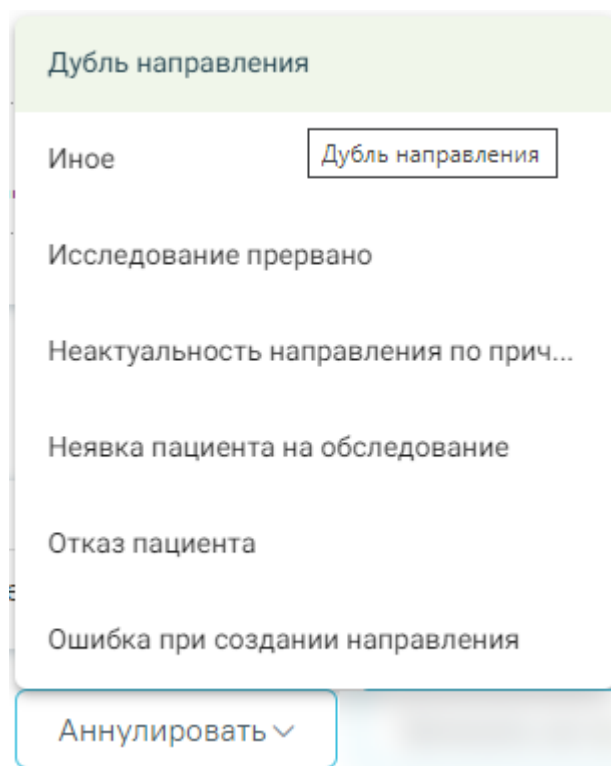 Дубль направления
Иное
Дубль направления
Исследование прервано
Неактуальность направления по прич...
Неявка пациента на обследование
Отказ пациента
Ошибка при создании направления
Аннулировать